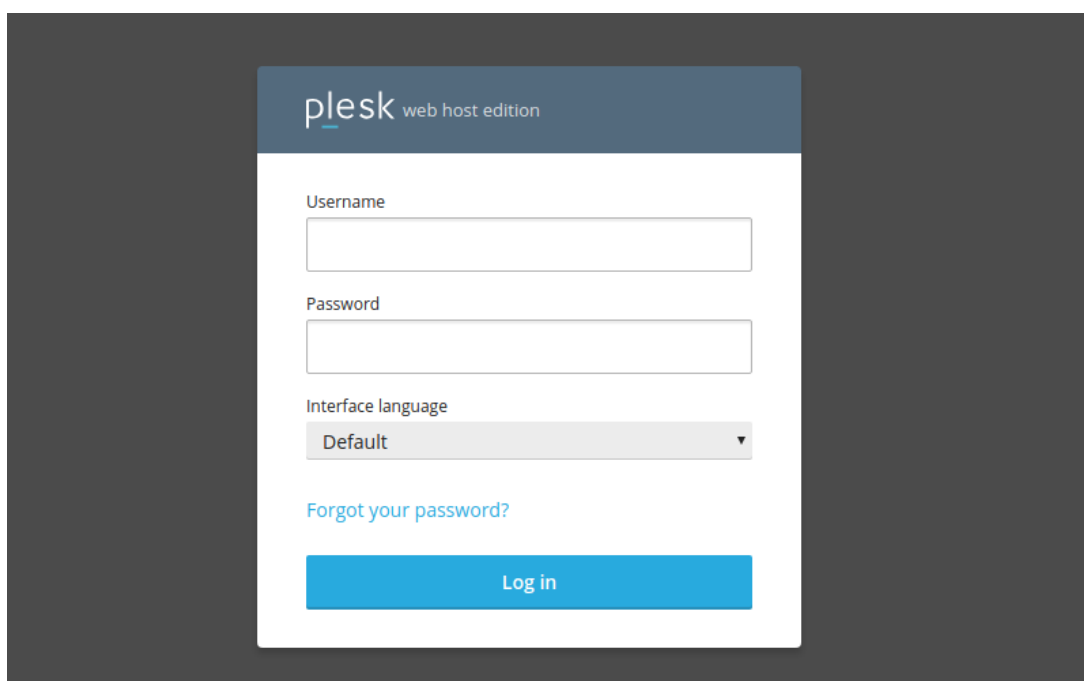 plesk web host edition
Username
Password
Interface language
Default
Forgot your password?
Log in